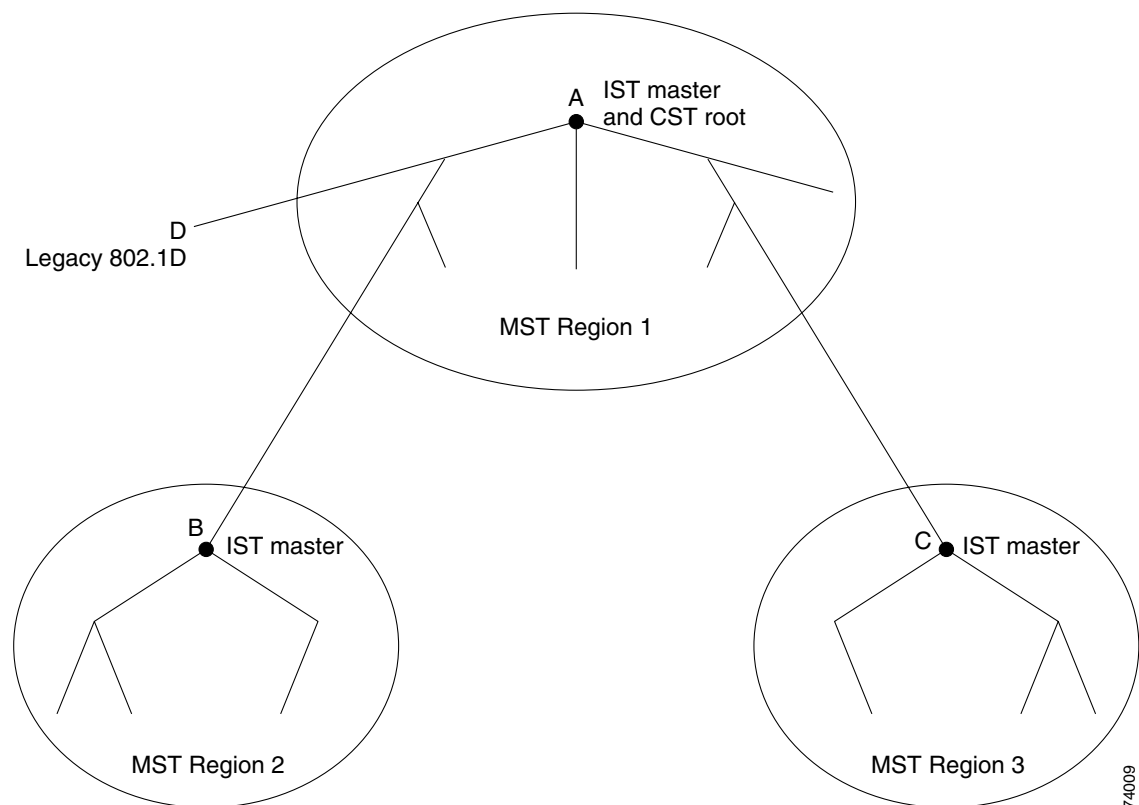 A
IST master
and CST root
D
Legacy 802.1D
MST Region 1
B
IST master
C
IST master
MST Region 2
MST Region 3
74009